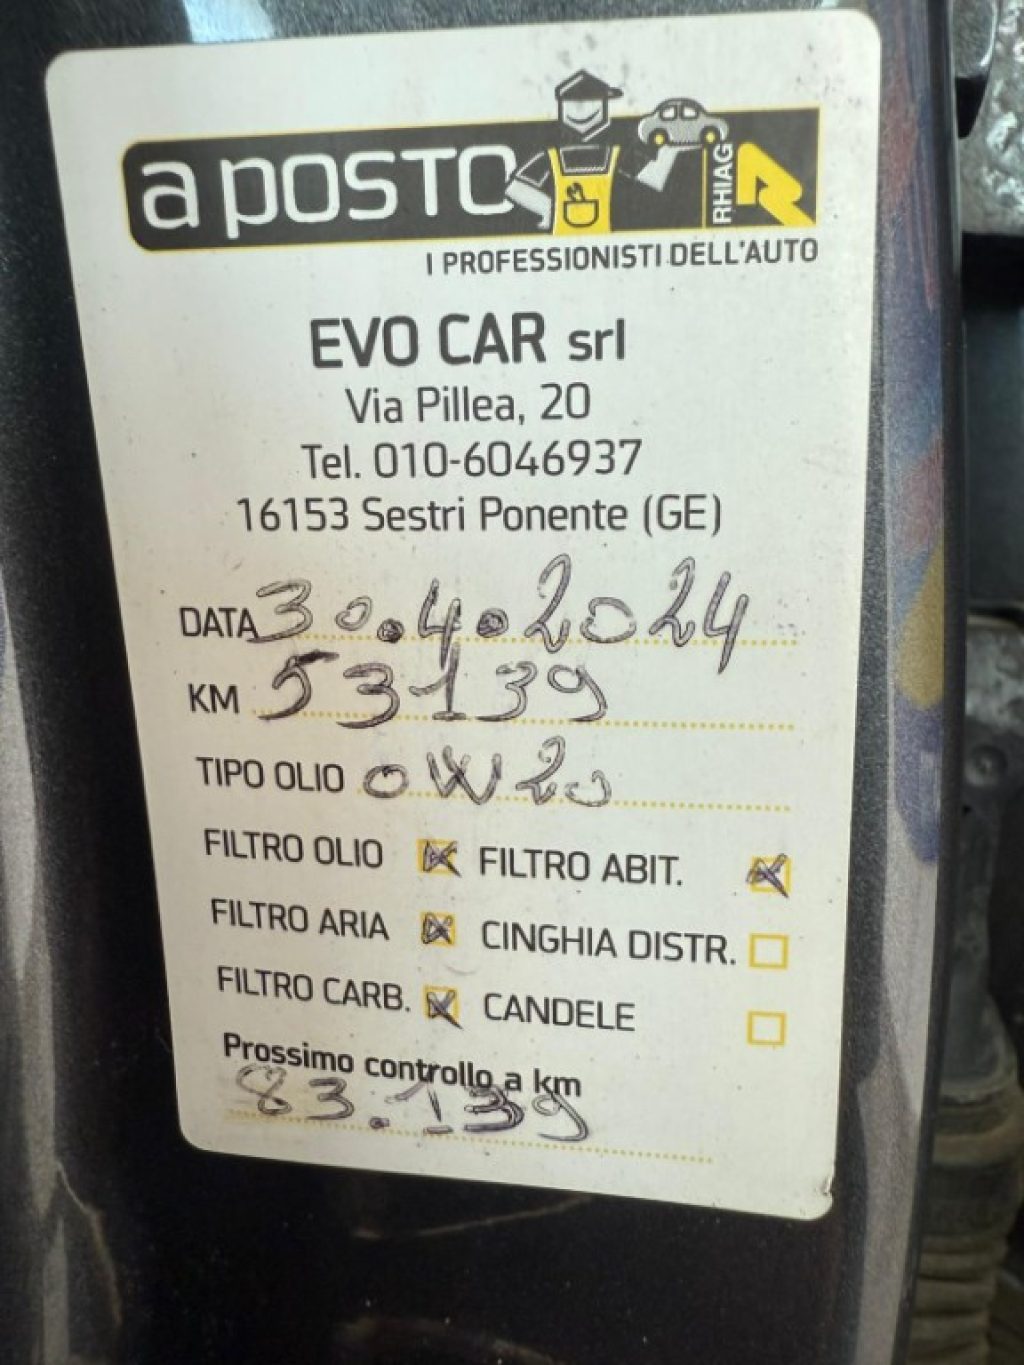 a posto
RHIAG
I PROFESSIONISTI DELL'AUTO
EVO CAR srl
Via Pillea, 20
Tel. 010-6046937
16153 Sestri Ponente (GE)
DATA 30.4.2024
KM 53139
TIPO OLIO 0W20
FILTRO OLIO FILTRO ABIT.
FILTRO ARIA CINGHIA DISTR.
FILTRO CARB. CANDELE
Prossimo controllo a km
83.139